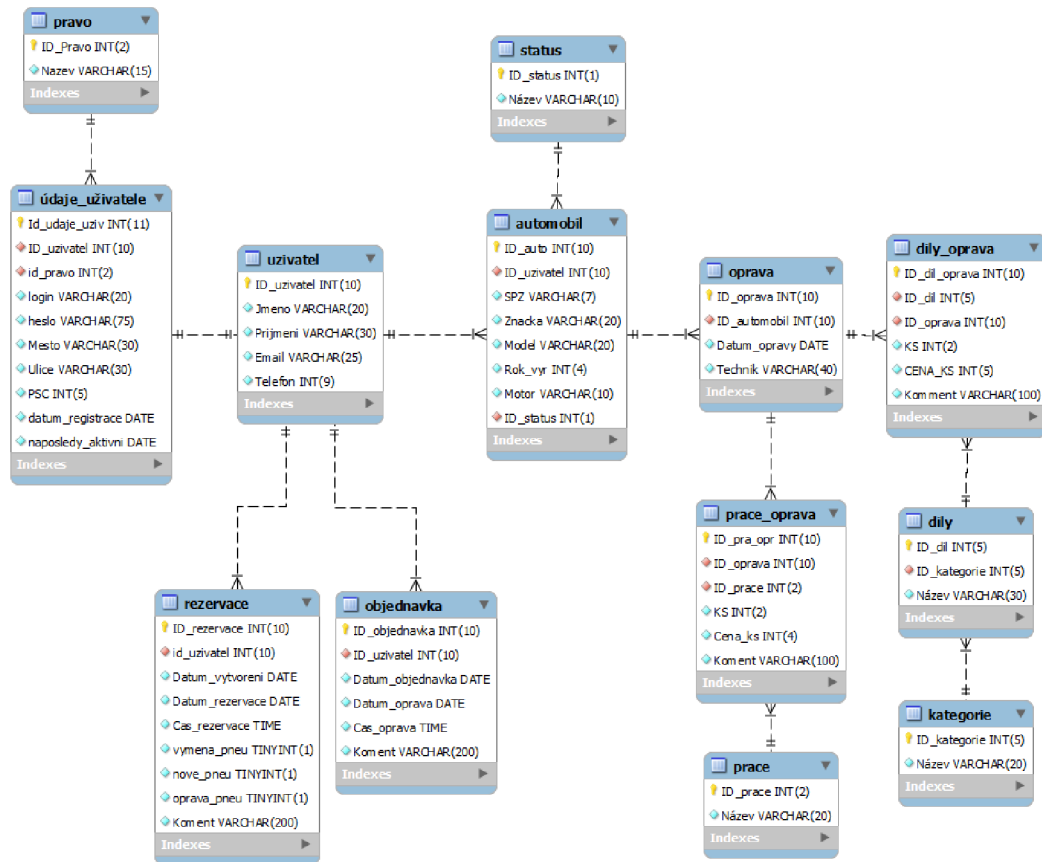 pravo
ID_Pravo INT(2)
Nazev VARCHAR(15)
Indexes
status
ID_status INT(1)
Název VARCHAR(10)
Indexes
údaje_uživatele
Id_udaje_uziv INT(11)
ID_uzivatel INT(10)
id_pravo INT(2)
login VARCHAR(20)
heslo VARCHAR(75)
Mesto VARCHAR(30)
Ulice VARCHAR(30)
PSC INT(5)
datum_registrace DATE
naposledy_aktivni DATE
Indexes
uzivatel
ID_uzivatel INT(10)
Jmeno VARCHAR(20)
Prijmeni VARCHAR(30)
Email VARCHAR(25)
Telefon INT(9)
Indexes
automobil
ID_auto INT(10)
ID_uzivatel INT(10)
SPZ VARCHAR(7)
Znacka VARCHAR(20)
Model VARCHAR(20)
Rok_vyr INT(4)
Motor VARCHAR(10)
ID_status INT(1)
Indexes
oprava
ID_oprava INT(10)
ID_automobil INT(10)
Datum_opravy DATE
Technik VARCHAR(40)
Indexes
dily_oprava
ID_dil_oprava INT(10)
ID_dil INT(5)
ID_oprava INT(10)
KS INT(2)
CENA_KS INT(5)
Komment VARCHAR(100)
Indexes
rezervace
ID_rezervace INT(10)
id_uzivatel INT(10)
Datum_vytvoreni DATE
Datum_rezervace DATE
Cas_rezervace TIME
vymena_pneu TINYINT(1)
nove_pneu TINYINT(1)
oprava_pneu TINYINT(1)
Koment VARCHAR(200)
Indexes
objednavka
ID_objednavka INT(10)
ID_uzivatel INT(10)
Datum_objednavka DATE
Datum_oprava DATE
Cas_oprava TIME
Koment VARCHAR(200)
Indexes
prace_oprava
ID_pra_opr INT(10)
ID_oprava INT(10)
ID_prace INT(2)
KS INT(2)
Cena_ks INT(4)
Koment VARCHAR(100)
Indexes
dily
ID_dil INT(5)
ID_kategorie INT(5)
Název VARCHAR(30)
Indexes
prace
ID_prace INT(2)
Název VARCHAR(20)
Indexes
kategorie
ID_kategorie INT(5)
Název VARCHAR(20)
Indexes